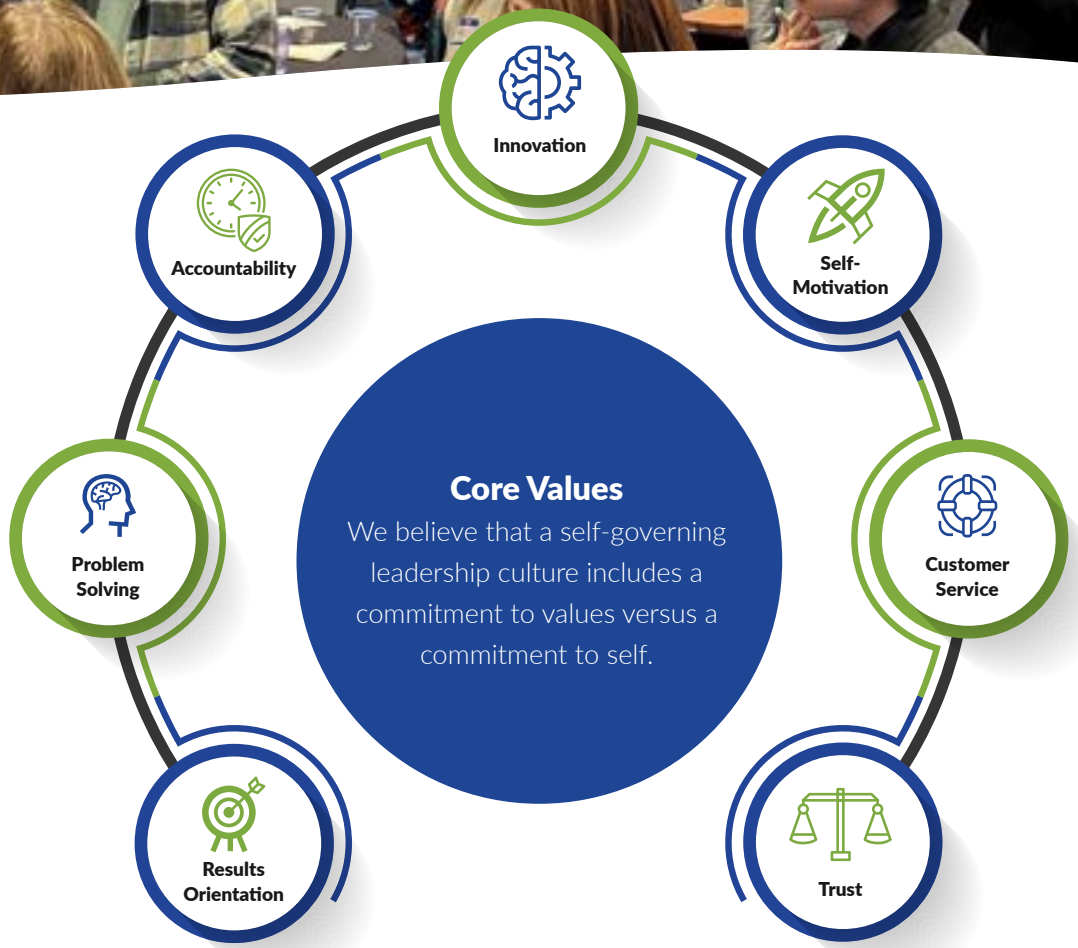 Innovation
Accountability
Self-
Motivation
Core Values
We believe that a self-governing
leadership culture includes a
commitment to values versus a
commitment to self.
Problem
Solving
Customer
Service
Results
Orientation
Trust